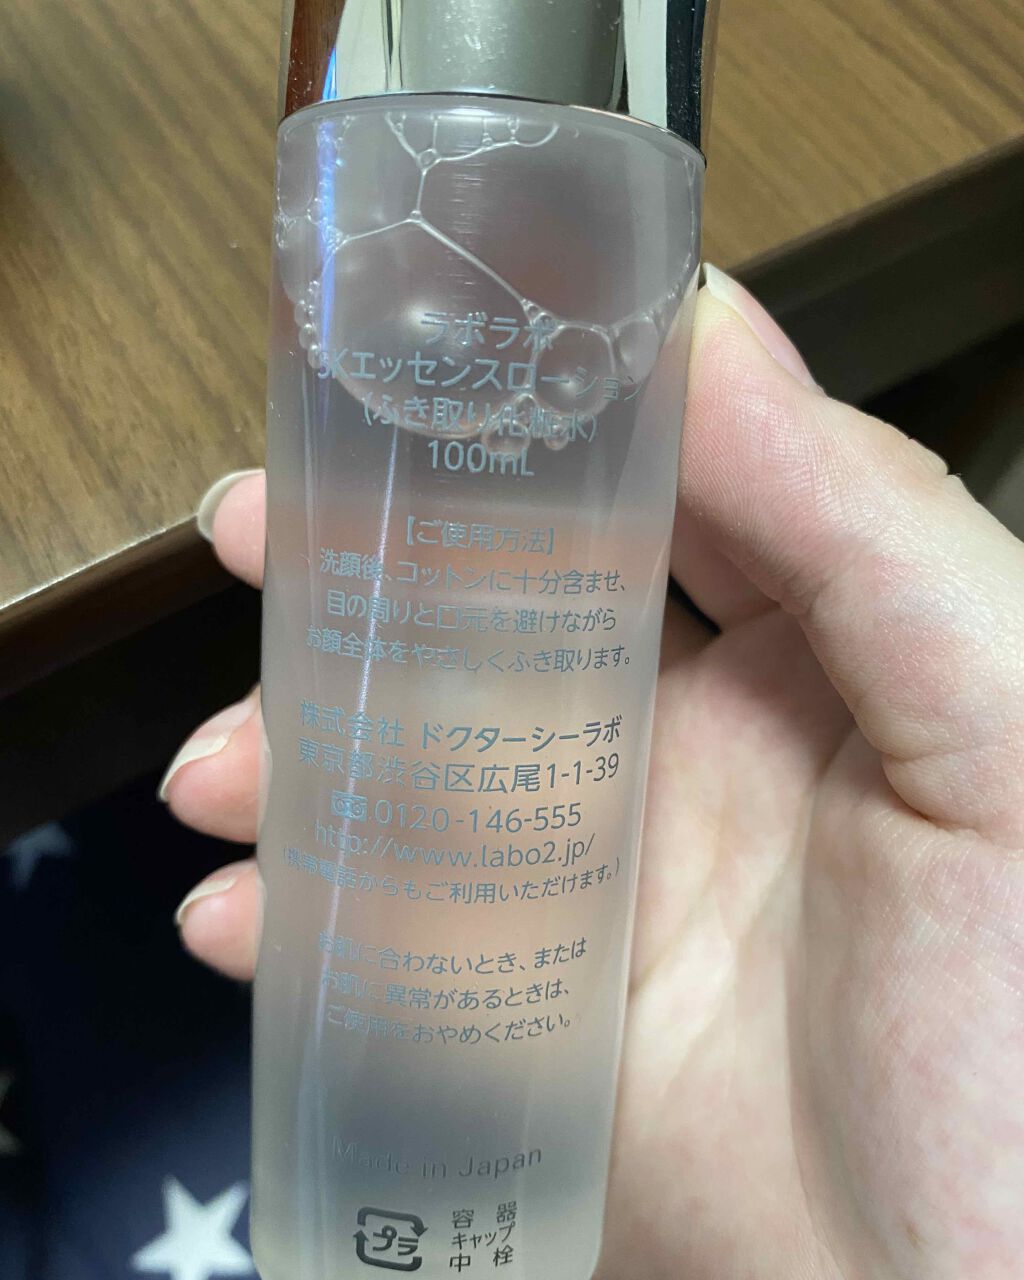 ラボラボ
SKエッセンスローション
(ふき取り化粧水)
100mL
【ご使用方法】
洗顔後、コットンに十分含ませ、
目の周りと口元を避けながら
お顔全体をやさしくふき取ります。
株式会社 ドクターシーラボ
東京都渋谷区広尾1-1-39
0120-146-555
http://www.labo2.jp/
(携帯電話からもご利用いただけます。)
お肌に合わないとき、または
お肌に異常があるときは、
ご使用をおやめください。
Made in Japan
プラ
容器
キャップ
中栓